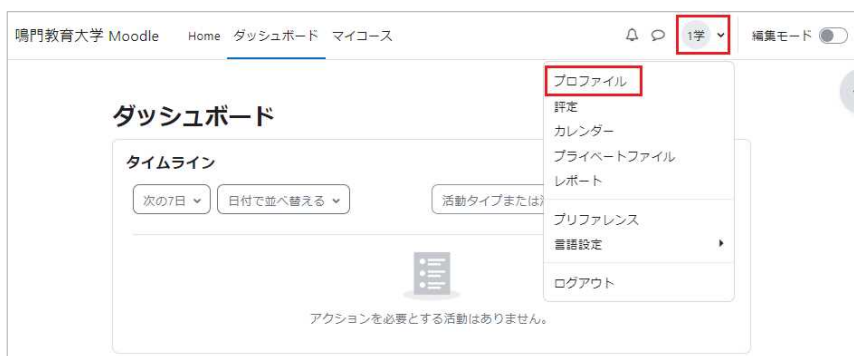 鳴門教育大学 Moodle Home ダッシュボード マイコース 1学 編集モード
プロファイル
評定
カレンダー
プライベートファイル
レポート
プリファレンス
言語設定
ログアウト
ダッシュボード
タイムライン
次の7日 日付で並べ替える 活動タイプまたは
アクションを必要とする活動はありません。